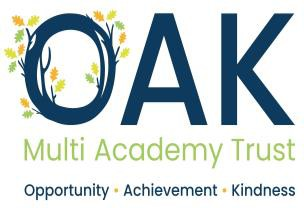 OAK
Multi Academy Trust
Opportunity • Achievement • Kindness